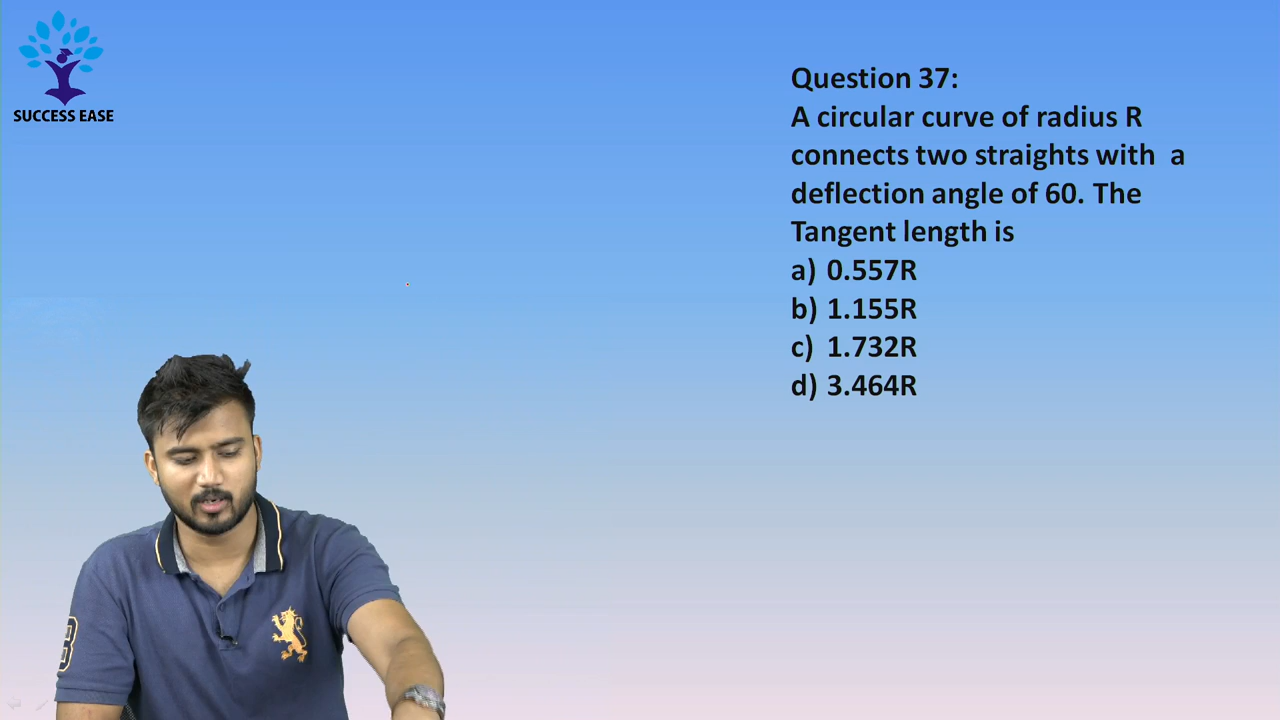 SUCCESS EASE
Question 37:
A circular curve of radius R
connects two straights with a
deflection angle of 60. The
Tangent length is
a) 0.557R
b) 1.155R
c) 1.732R
d) 3.464R